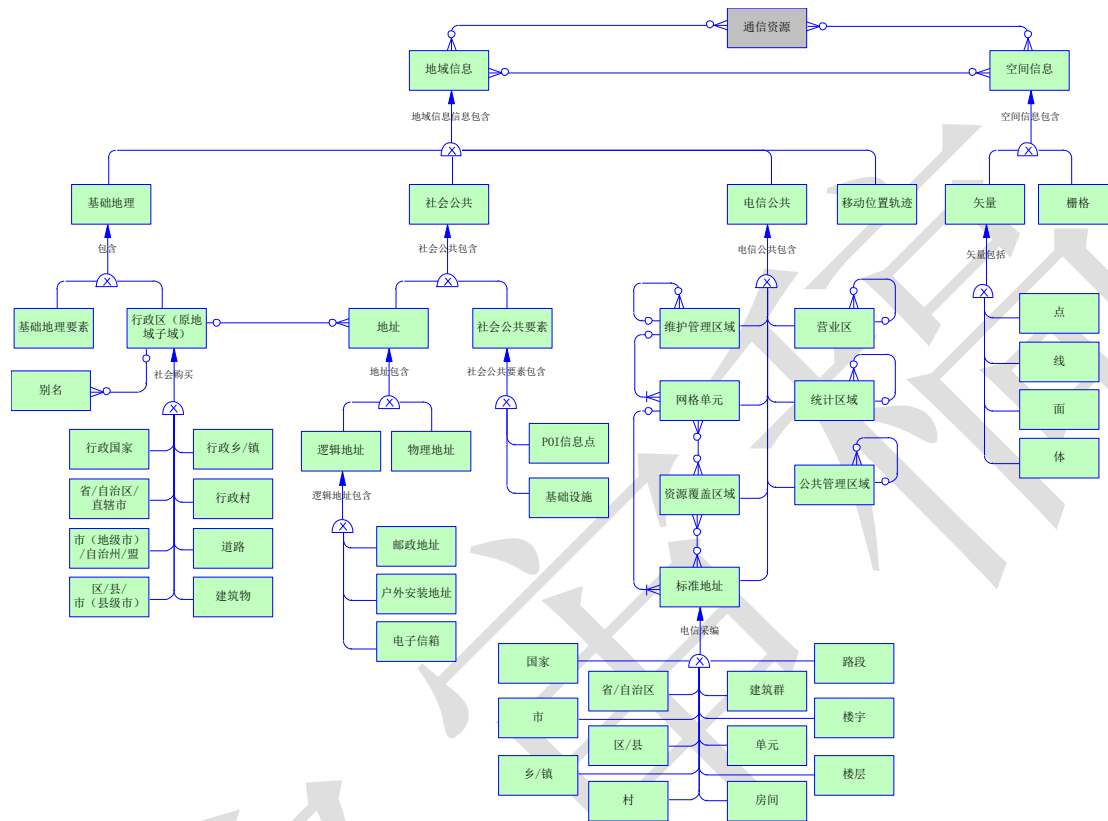 通信资源
地域信息
空间信息
地域信息信息包含
空间信息包含
基础地理
社会公共
电信公共
移动位置轨迹
矢量
栅格
包含
社会公共包含
电信公共包含
矢量包括
基础地理要素
行政区（原地
域子域）
地址
社会公共要素
维护管理区域
营业区
点
线
面
体
别名
社会购买
地址包含
社会公共要素包含
网格单元
统计区域
行政国家
行政乡/镇
逻辑地址
物理地址
POI信息点
省/自治区/
直辖市
行政村
逻辑地址包含
基础设施
资源覆盖区域
公共管理区域
市（地级市）
/自治州/盟
道路
邮政地址
区/县/
市（县级市）
建筑物
户外安装地址
标准地址
电子信箱
电信采编
国家
路段
省/自治区
建筑群
市
楼宇
区/县
单元
乡/镇
楼层
村
房间